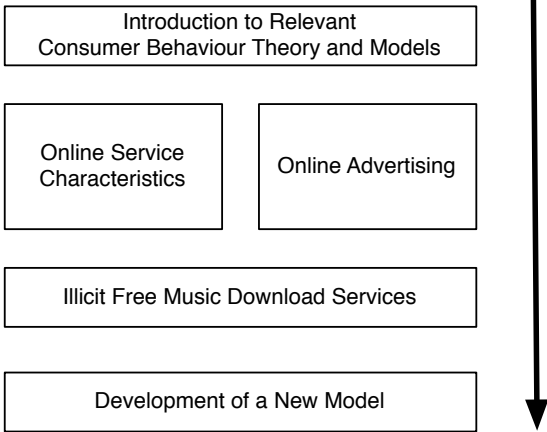 Introduction to Relevant
Consumer Behaviour Theory and Models
Online Service
Characteristics
Online Advertising
Illicit Free Music Download Services
Development of a New Model